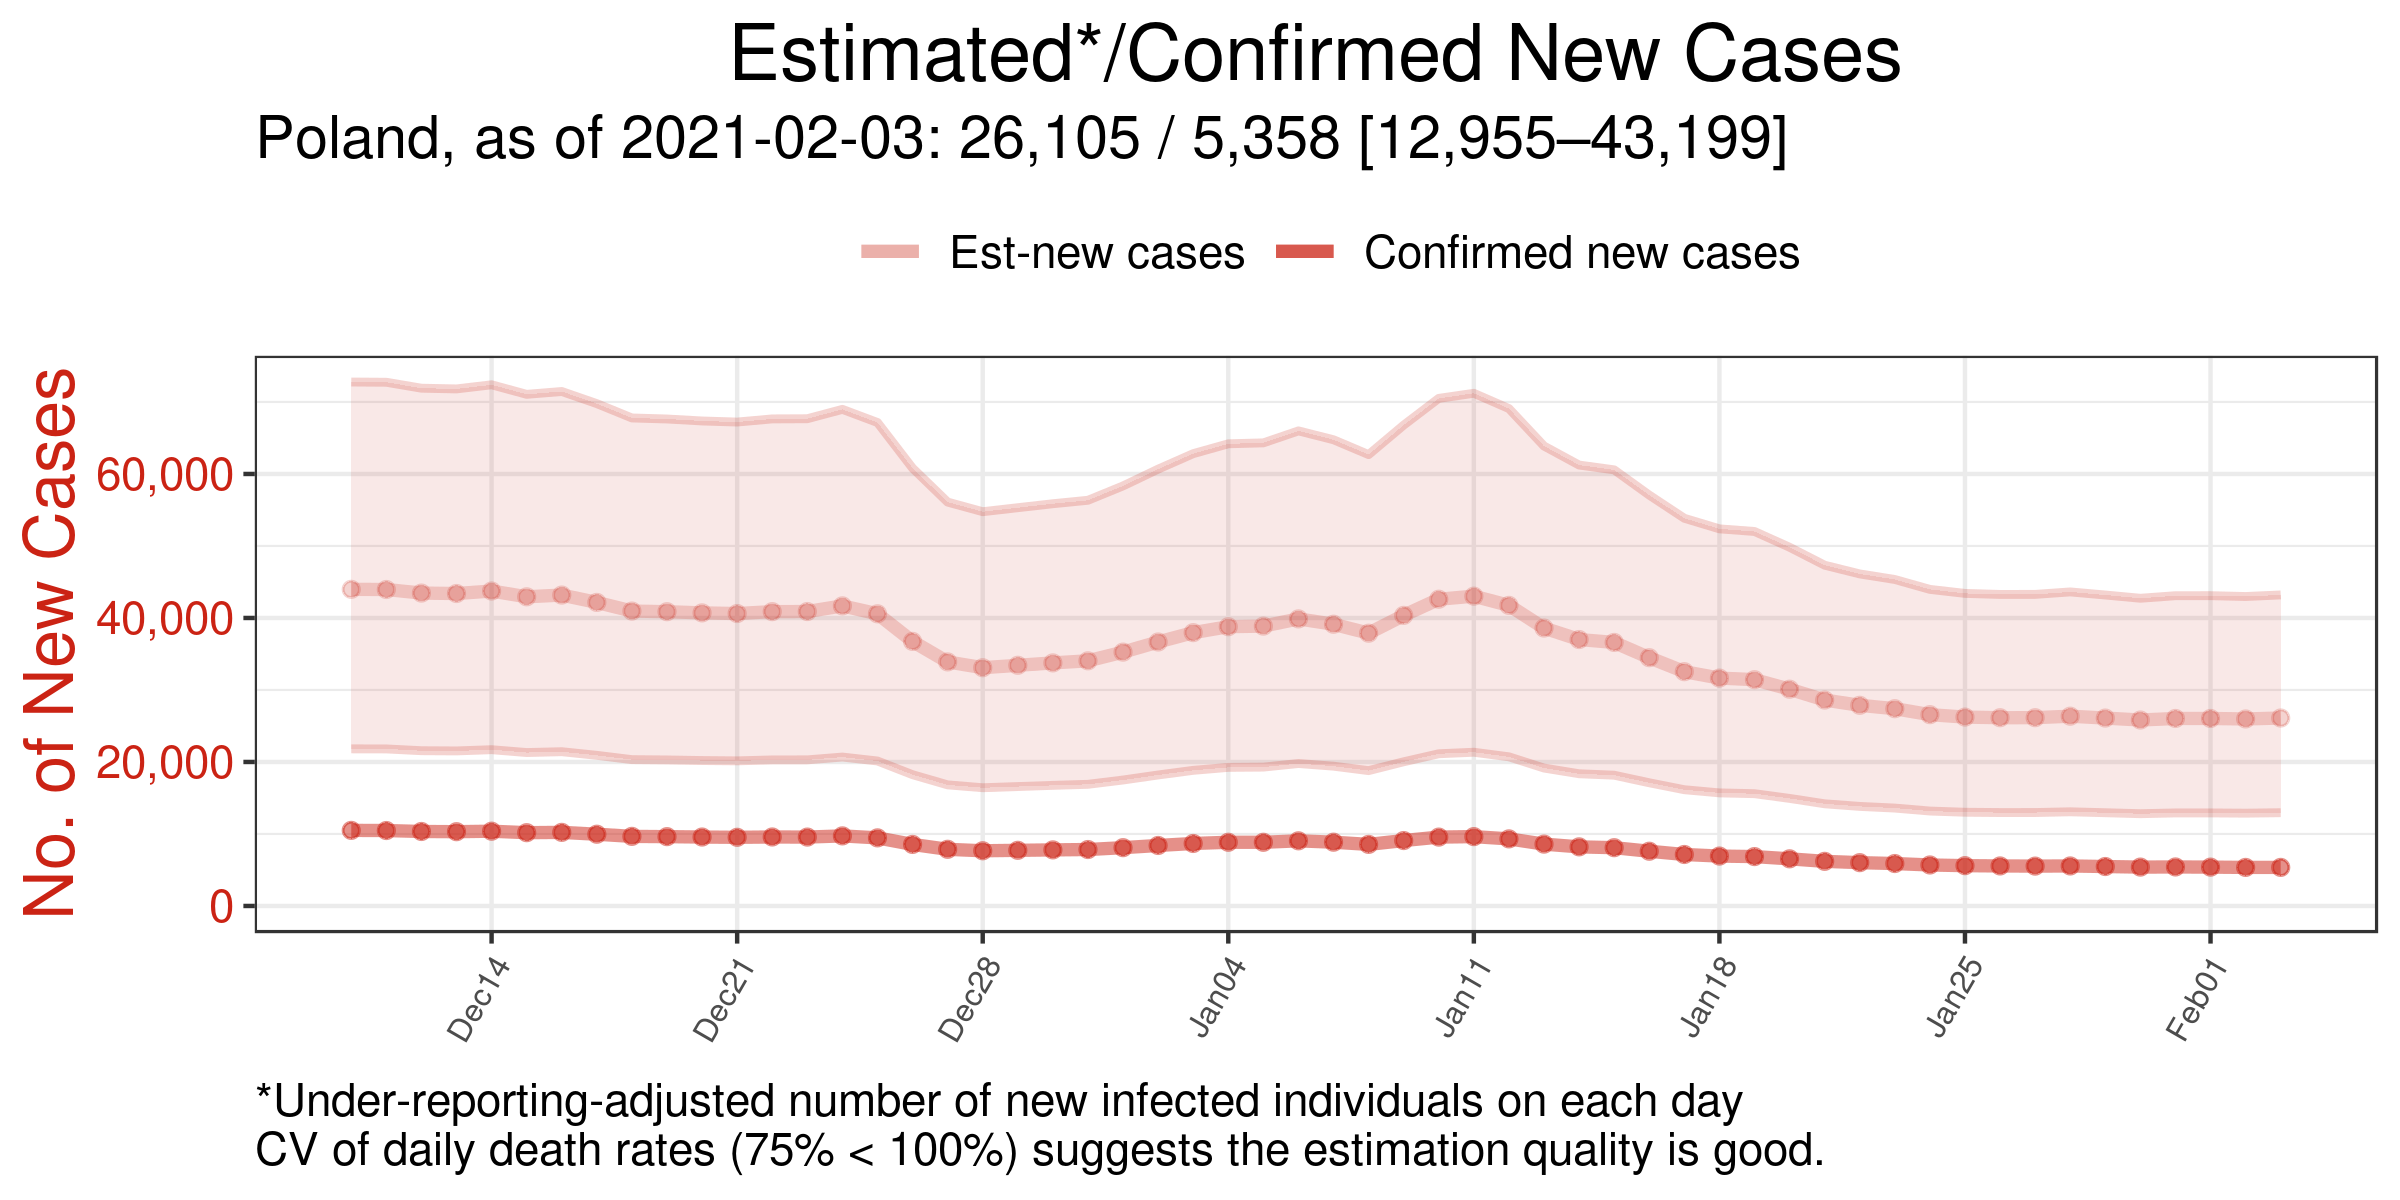 Estimated*/Confirmed New Cases
Poland, as of 2021-02-03: 26,105 / 5,358 [12,955–43,199]
Est-new cases
Confirmed new cases
No. of New Cases
60,000
40,000
20,000
0
Dec14
Dec21
Dec28
Jan04
Jan11
Jan18
Jan25
Feb01
*Under-reporting-adjusted number of new infected individuals on each day
CV of daily death rates (75% < 100%) suggests the estimation quality is good.